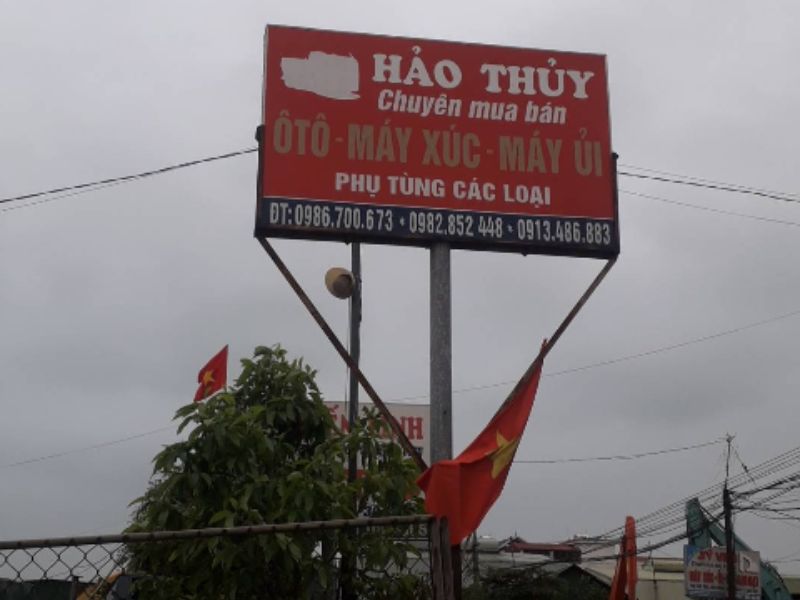 HẢO THỦY
Chuyên mua bán
ÔTÔ - MÁY XÚC - MÁY ỦI
PHỤ TÙNG CÁC LOẠI
ĐT: 0986.700.673 * 0982.852 448 * 0913.486.883